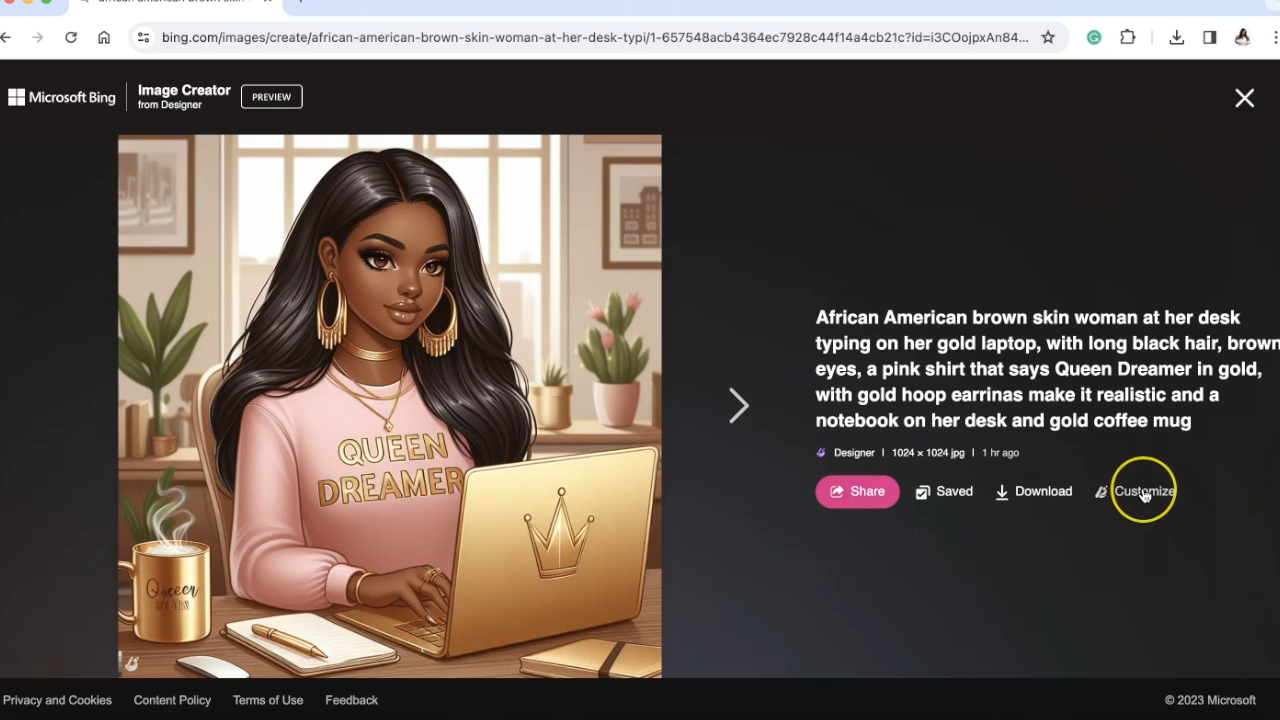 bing.com/images/create/african-american-brown-skin-woman-at-her-desk-typi/1-657548acb4364ec7928c44f14a4cb21c?id=i3COojpxAn84...
Microsoft Bing
Image Creator
from Designer
PREVIEW
African American brown skin woman at her desk
typing on her gold laptop, with long black hair, brown
eyes, a pink shirt that says Queen Dreamer in gold,
with gold hoop earrinas make it realistic and a
notebook on her desk and gold coffee mug
Designer | 1024 × 1024 jpg | 1 hr ago
Share Saved Download Customize
QUEEN
DREAMER
Privacy and Cookies Content Policy Terms of Use Feedback © 2023 Microsoft